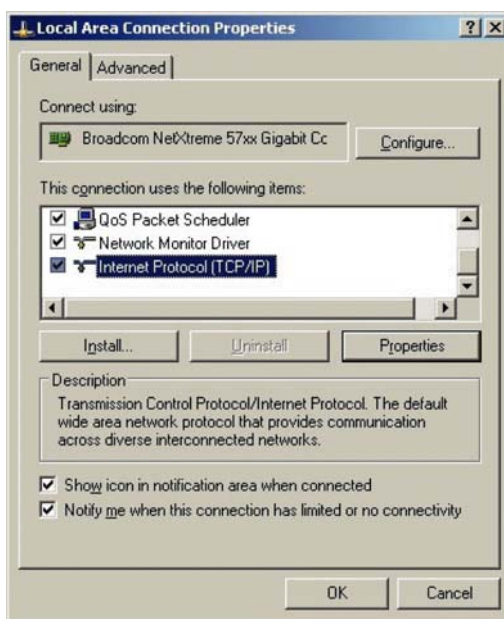 Local Area Connection Properties
General Advanced
Connect using:
Broadcom NetXtreme 57xx Gigabit Cc
Configure...
This connection uses the following items:
QoS Packet Scheduler
Network Monitor Driver
Internet Protocol (TCP/IP)
Install... Uninstall Properties
Description
Transmission Control Protocol/Internet Protocol. The default
wide area network protocol that provides communication
across diverse interconnected networks.
Show icon in notification area when connected
Notify me when this connection has limited or no connectivity
OK Cancel